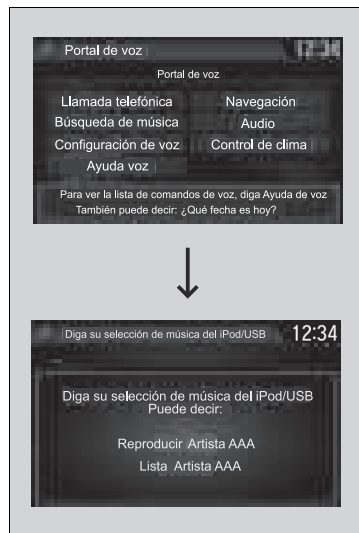 Portal de voz
12:34
Portal de voz
Llamada telefónica
Navegación
Búsqueda de música
Audio
Configuración de voz
Control de clima
Ayuda voz
Para ver la lista de comandos de voz, diga Ayuda de voz
También puede decir: ¿Qué fecha es hoy?
Diga su selección de música del iPod/USB
12:34
Diga su selección de música del iPod/USB
Puede decir:
Reproducir Artista AAA
Lista Artista AAA